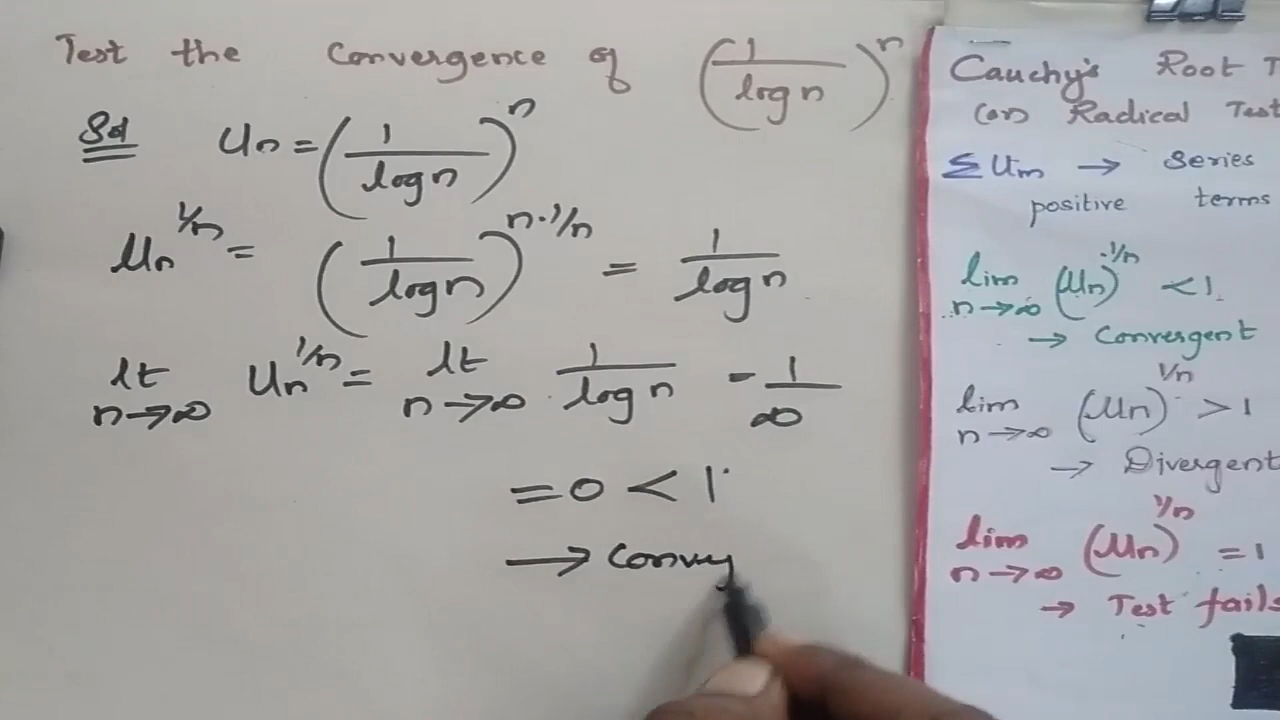 Test the Convergence of (1/log n)^n
Sol Un = (1/log n)^n
Un^1/n = (1/log n)^n·1/n = 1/log n
lt n→∞ Un^1/n = lt n→∞ 1/log n - 1/∞
= 0 < 1
→ Conve
Cauchy's Root T
(or) Radical Test
Σ Un → Series
positive terms
lim n→∞ (Un)^1/n < 1.
→ Convergent
lim n→∞ (Un)^1/n > 1
→ Divergent
lim n→∞ (Un)^1/n = 1
→ Test fails